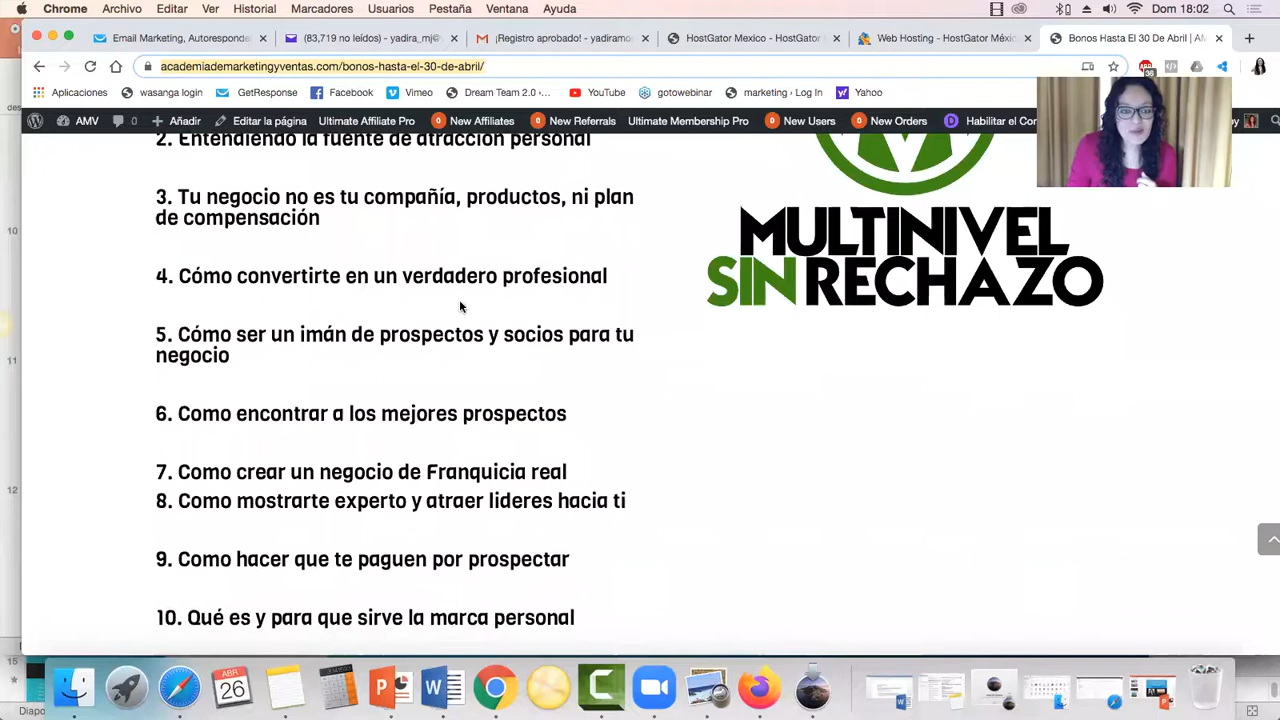 Chrome Archivo Editar Ver Historial Marcadores Usuarios Pestaña Ventana Ayuda Dom 18:02
Email Marketing, Autoresponde (83,719 no leídos) - yadira_mj@ ¡Registro aprobado! - yadiramo HostGator Mexico - HostGator Web Hosting - HostGator Méxic Bonos Hasta El 30 De Abril | AM
academiademarketingyventas.com/bonos-hasta-el-30-de-abril/
36
Aplicaciones wasanga login GetResponse Facebook Vimeo Dream Team 2.0 -... YouTube gotowebinar marketing › Log In Yahoo
AMV 0 Añadir Editar la página Ultimate Affiliate Pro 0 New Affiliates 0 New Referrals Ultimate Membership Pro 0 New Users 0 New Orders Habilitar el Con
2. Entendiendo la fuente de atracción personal
3. Tu negocio no es tu compañía, productos, ni plan
de compensación
4. Cómo convertirte en un verdadero profesional
5. Cómo ser un imán de prospectos y socios para tu
negocio
6. Como encontrar a los mejores prospectos
7. Como crear un negocio de Franquicia real
8. Como mostrarte experto y atraer lideres hacia ti
9. Como hacer que te paguen por prospectar
10. Qué es y para que sirve la marca personal
MULTINIVEL
SIN RECHAZO
des
10
11
12
15
ABR
26
Diapo